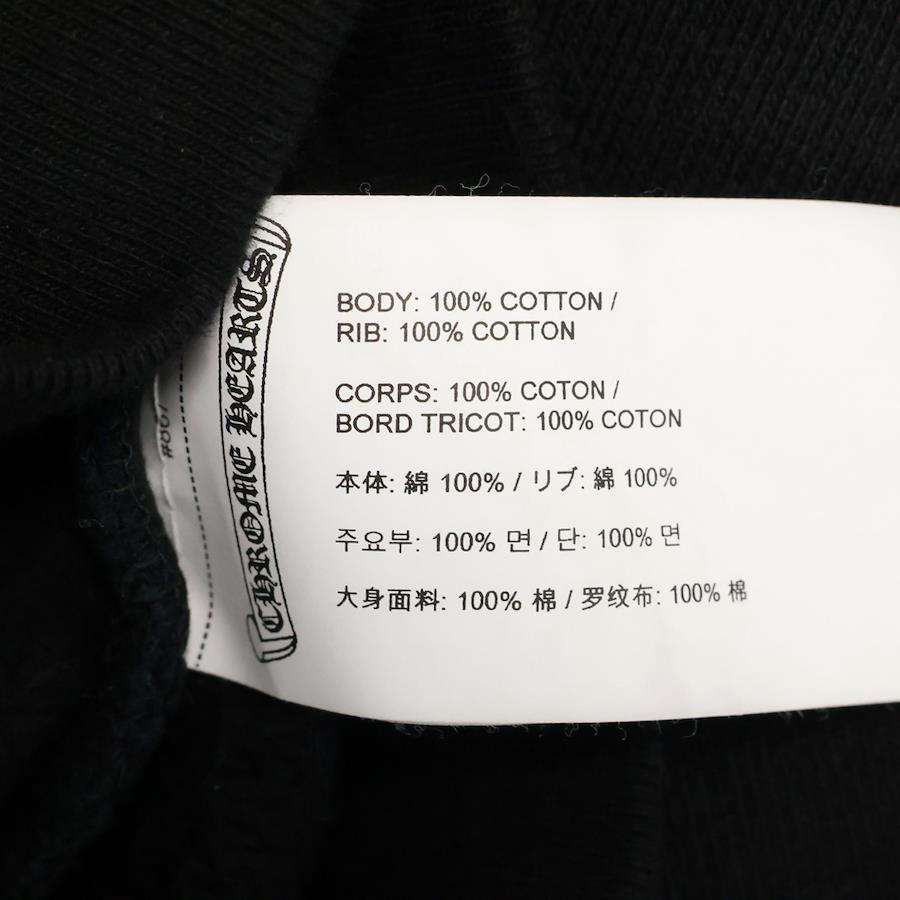 CHROME HEARTS
BODY: 100% COTTON /
RIB: 100% COTTON
CORPS: 100% COTON /
BORD TRICOT: 100% COTON
本体: 綿 100% / リブ: 綿 100%
주요부: 100% 면 / 단: 100% 면
大身面料: 100% 棉 / 罗纹布: 100% 棉